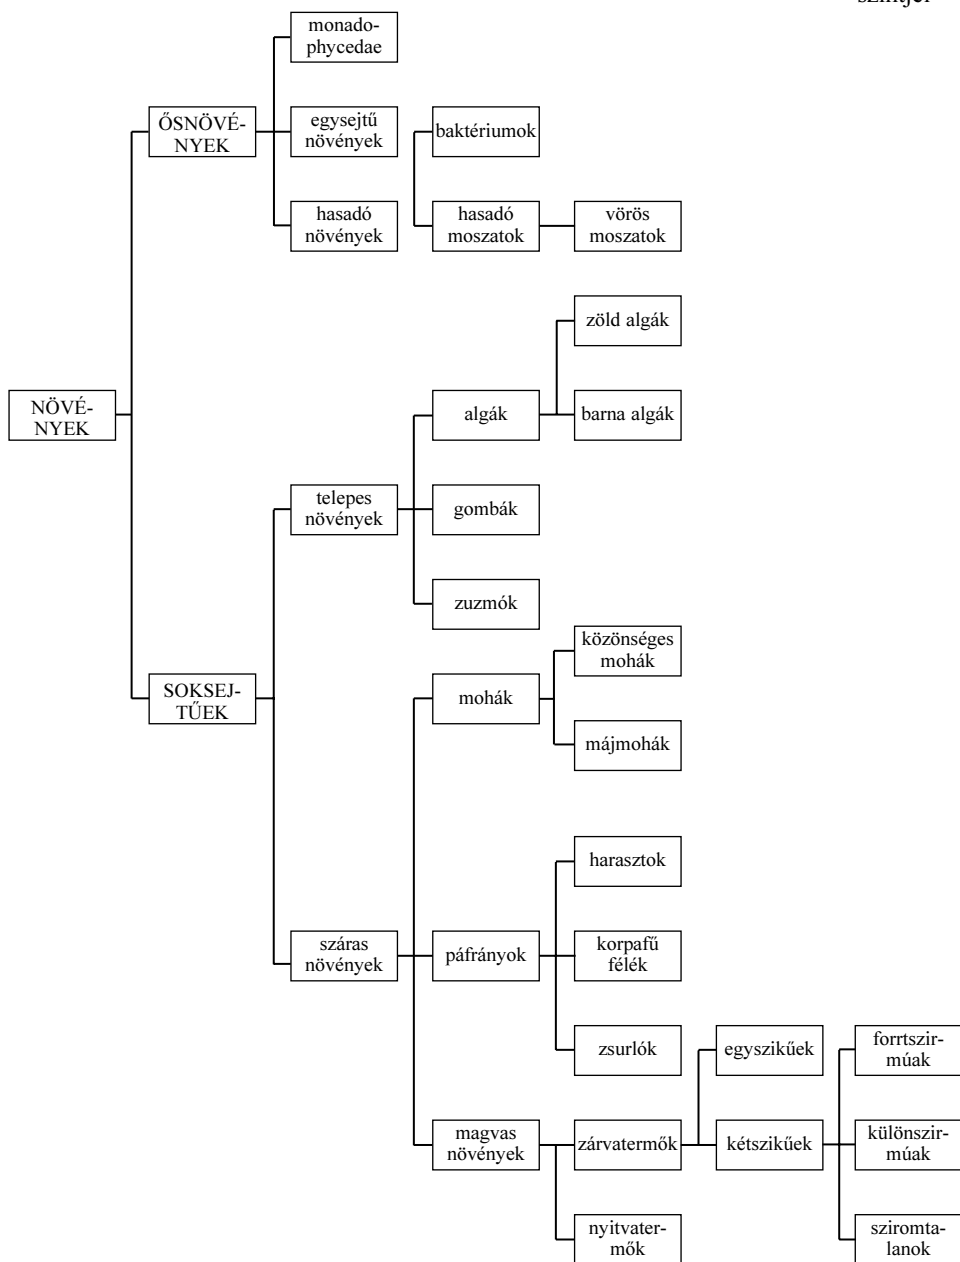 szintjei
monado-
phycedae
ŐSNÖVÉ-
NYEK
egysejtű
növények
baktériumok
hasadó
növények
hasadó
moszatok
vörös
moszatok
zöld algák
NÖVÉ-
NYEK
algák
barna algák
telepes
növények
gombák
zuzmók
közönséges
mohák
SOKSEJ-
TŰEK
mohák
májmohák
harasztok
száras
növények
páfrányok
korpafű
félék
zsurlók
egyszikűek
forrtszir-
múak
magvas
növények
zárvatermők
kétszikűek
különszir-
múak
nyitvater-
mők
sziromta-
lanok